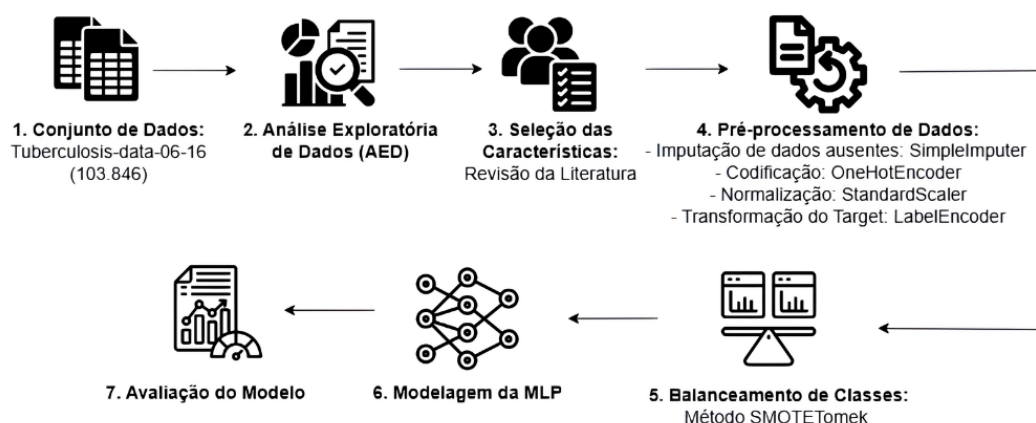 1. Conjunto de Dados:
Tuberculosis-data-06-16
(103.846)
2. Análise Exploratória
de Dados (AED)
3. Seleção das
Características:
Revisão da Literatura
4. Pré-processamento de Dados:
- Imputação de dados ausentes: SimpleImputer
- Codificação: OneHotEncoder
- Normalização: StandardScaler
- Transformação do Target: LabelEncoder
7. Avaliação do Modelo
6. Modelagem da MLP
5. Balanceamento de Classes:
Método SMOTETomek